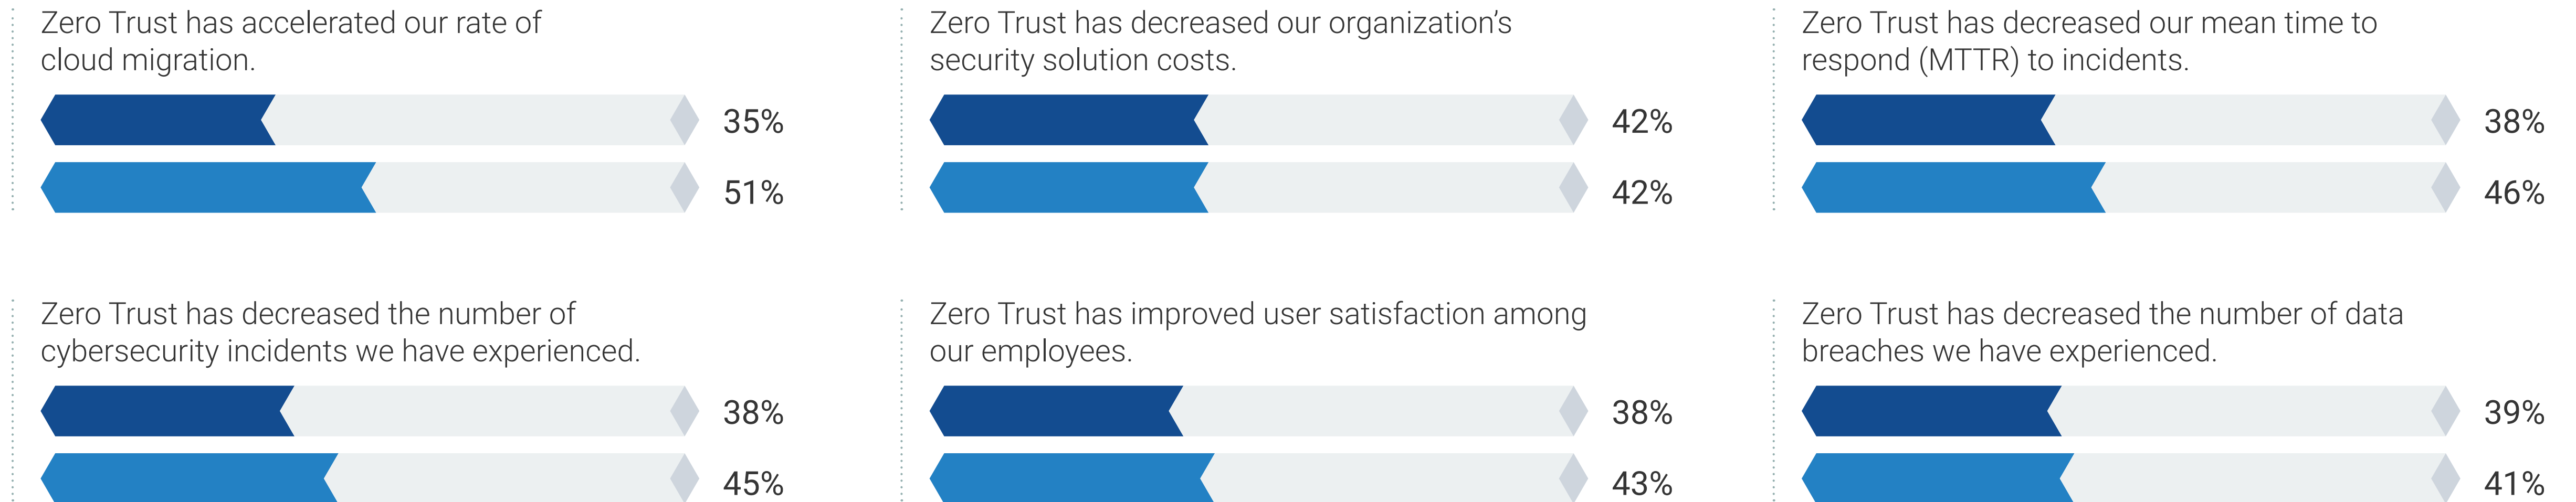 Zero Trust has accelerated our rate of
cloud migration.
35%
51%
Zero Trust has decreased our organization’s
security solution costs.
42%
42%
Zero Trust has decreased our mean time to
respond (MTTR) to incidents.
38%
46%
Zero Trust has decreased the number of
cybersecurity incidents we have experienced.
38%
45%
Zero Trust has improved user satisfaction among
our employees.
38%
43%
Zero Trust has decreased the number of data
breaches we have experienced.
39%
41%